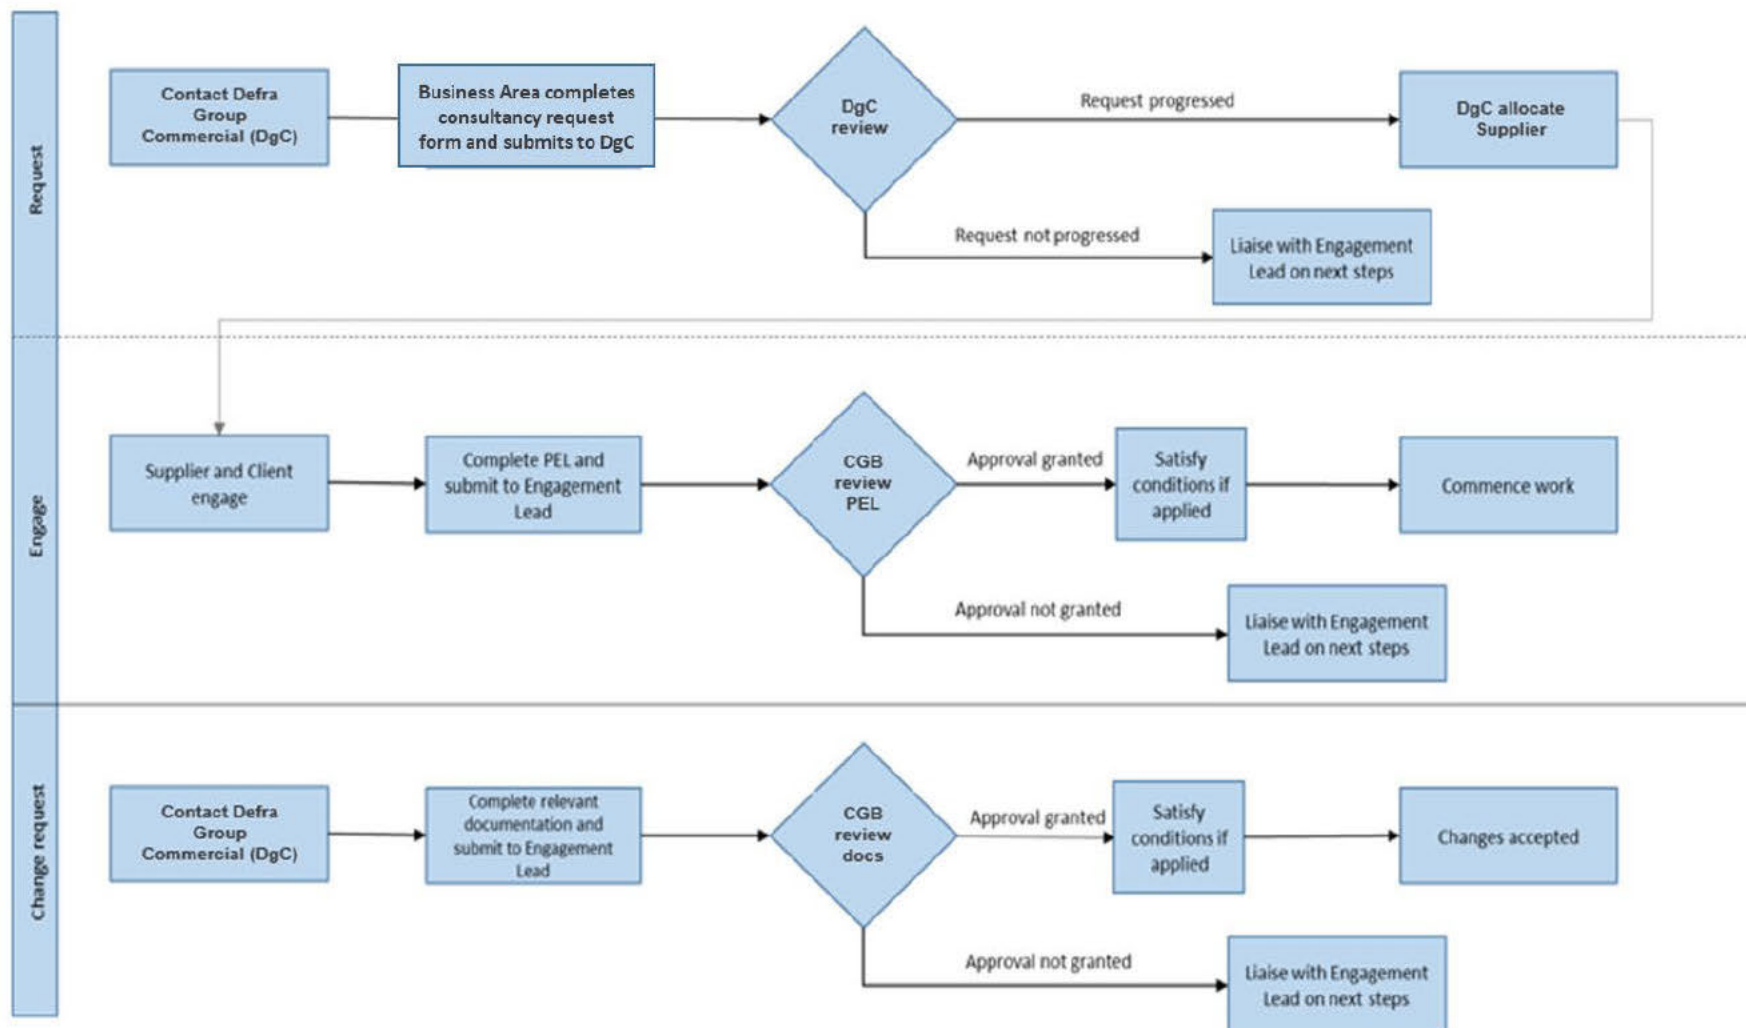 Request
Contact Defra
Group
Commercial (DgC)
Business Area completes
consultancy request
form and submits to DgC
DgC
review
Request progressed
DgC allocate
Supplier
Request not progressed
Liaise with Engagement
Lead on next steps
Engage
Supplier and Client
engage
Complete PEL and
submit to Engagement
Lead
CGB
review
PEL
Approval granted
Satisfy
conditions if
applied
Commence work
Approval not granted
Liaise with Engagement
Lead on next steps
Change request
Contact Defra
Group
Commercial (DgC)
Complete relevant
documentation and
submit to Engagement
Lead
CGB
review
docs
Approval granted
Satisfy
conditions if
applied
Changes accepted
Approval not granted
Liaise with Engagement
Lead on next steps